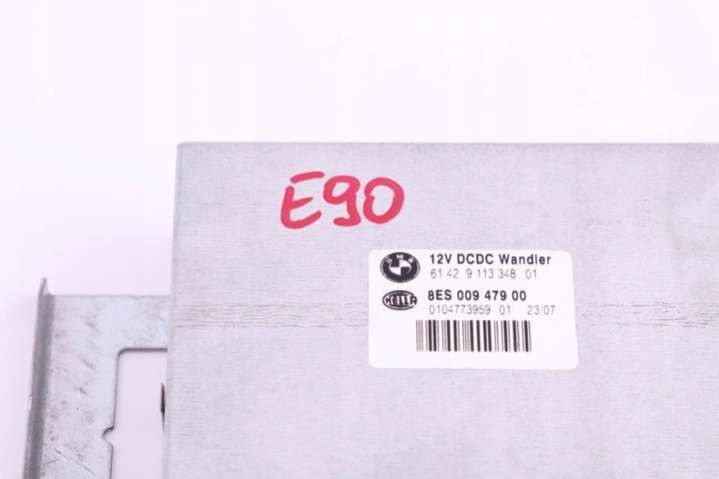 E90
BMW
12V DCDC Wandler
61 42 9 113 348 01
HELLA
8ES 009 479 00
0104773959 01 23/07